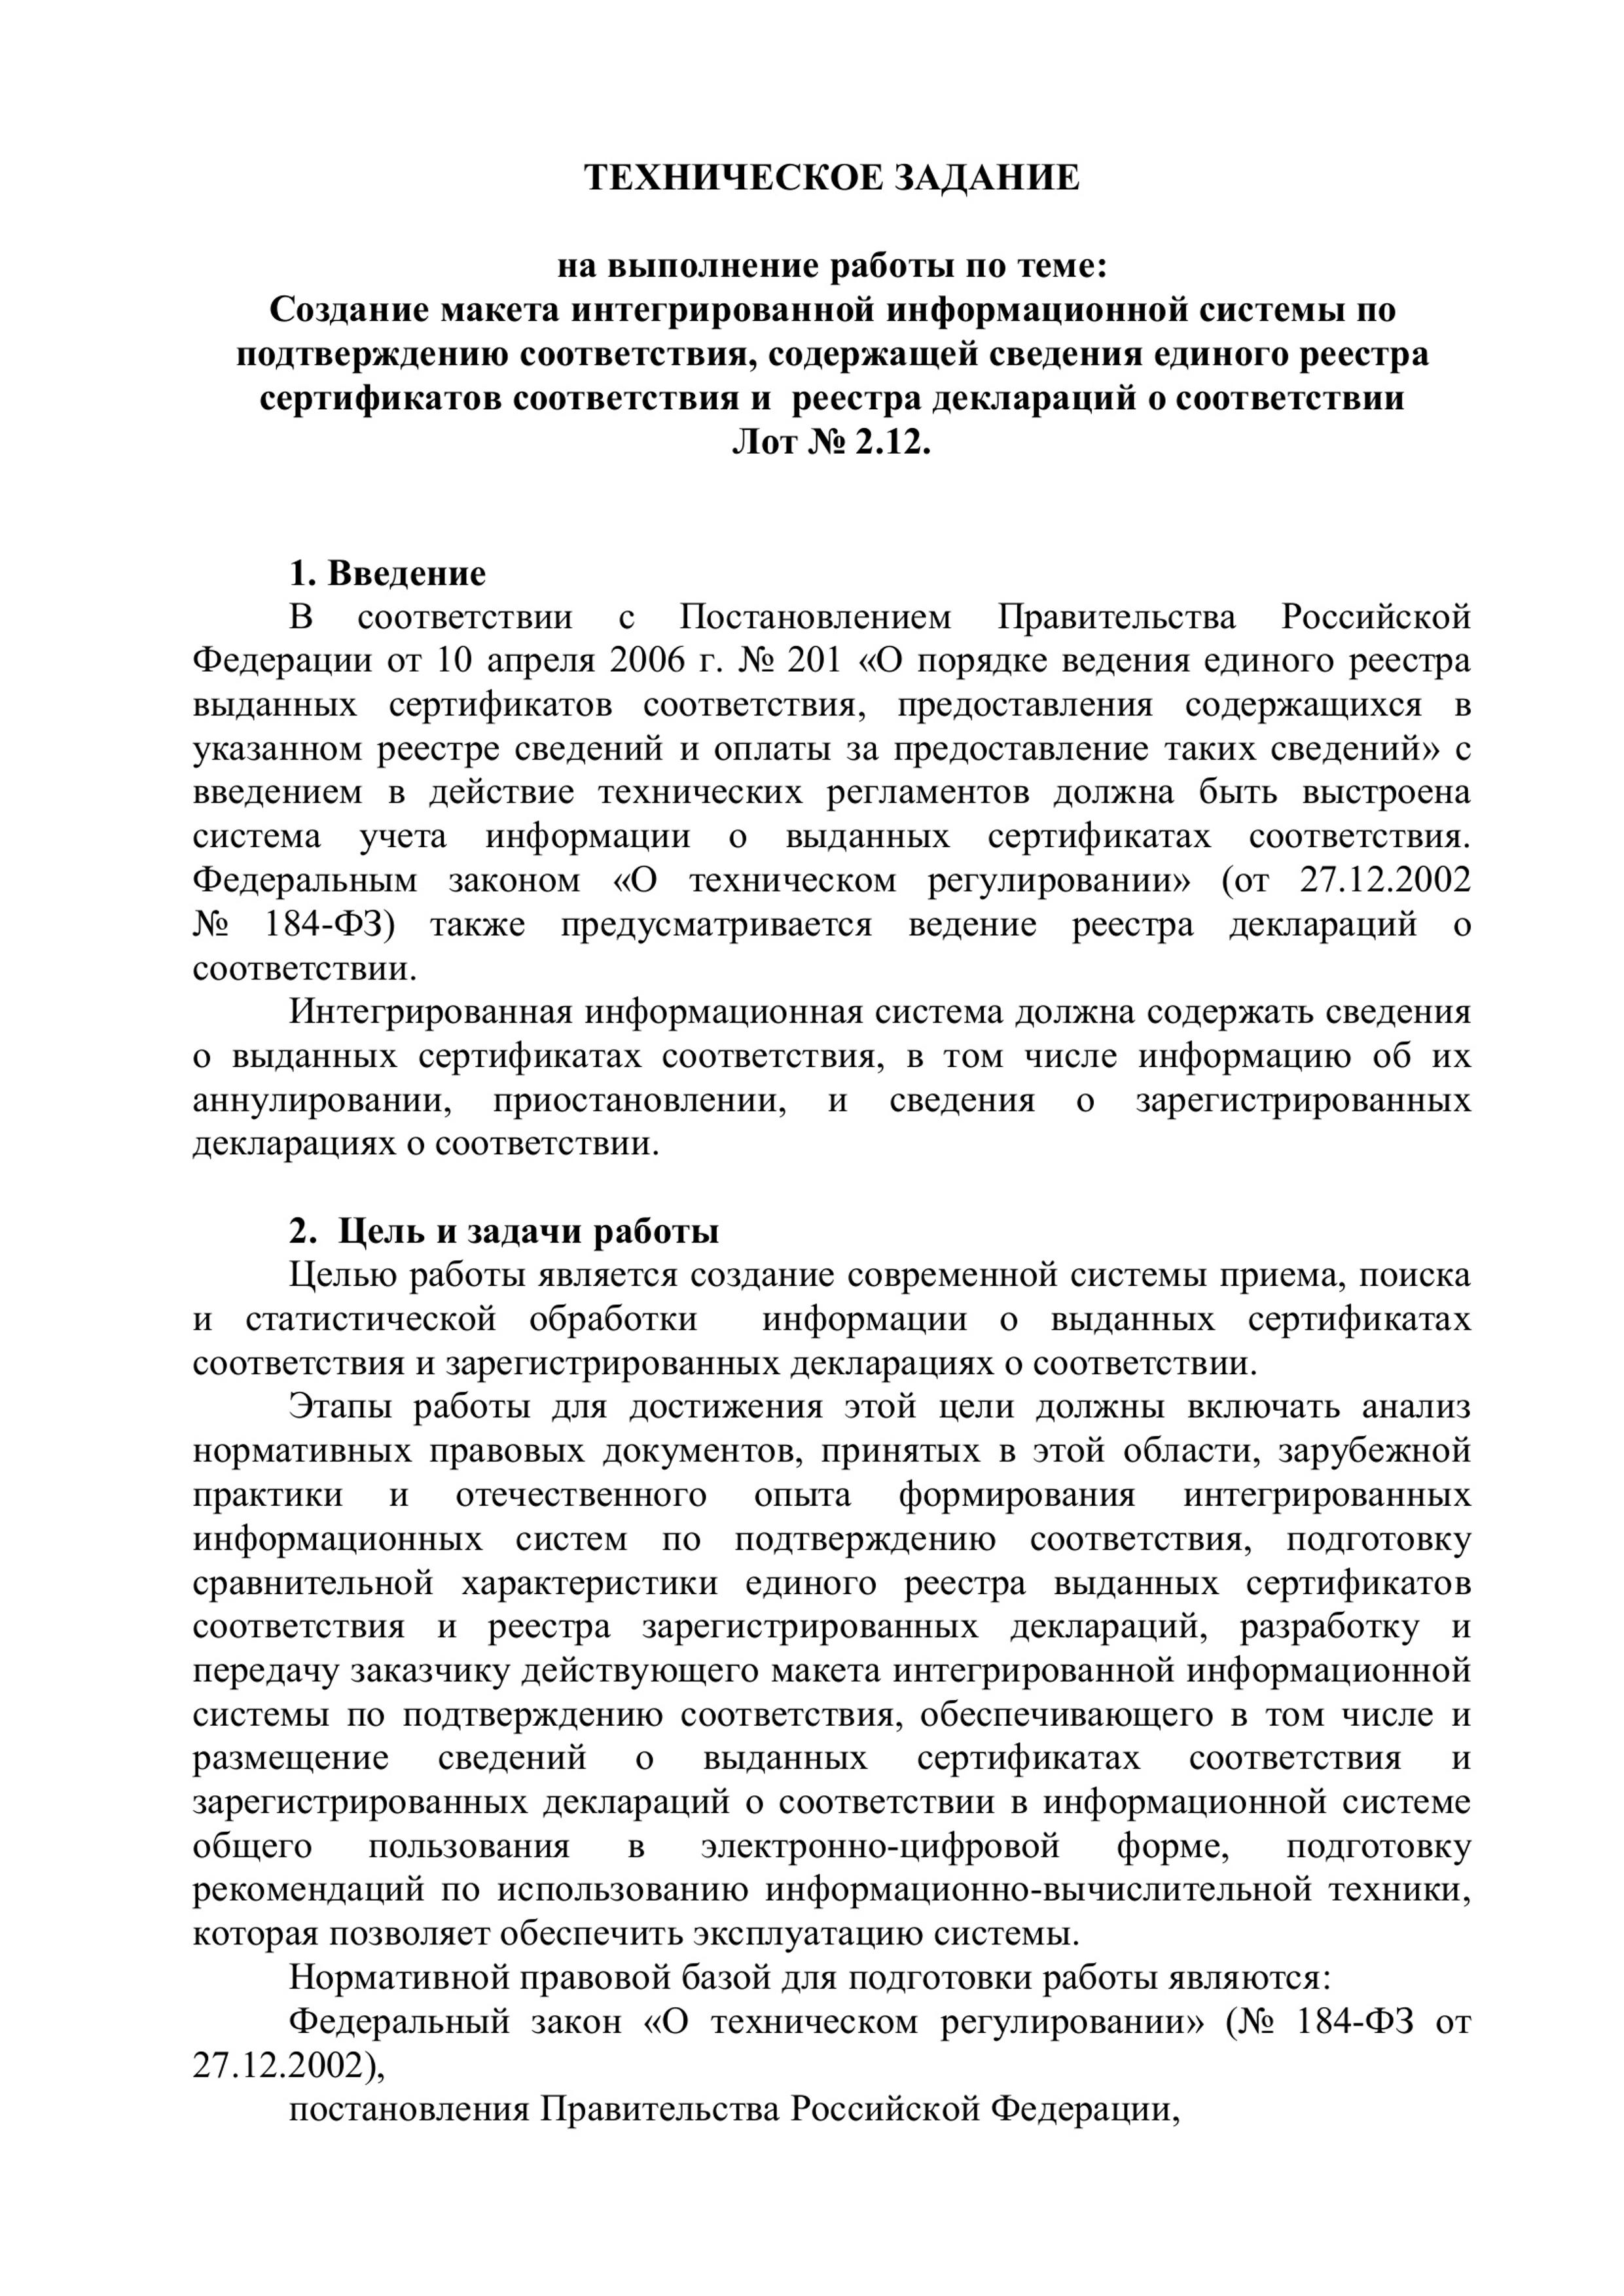 ТЕХНИЧЕСКОЕ ЗАДАНИЕ
на выполнение работы по теме:
Создание макета интегрированной информационной системы по
подтверждению соответствия, содержащей сведения единого реестра
сертификатов соответствия и реестра деклараций о соответствии
Лот № 2.12.
1. Введение
В соответствии с Постановлением Правительства Российской
Федерации от 10 апреля 2006 г. № 201 «О порядке ведения единого реестра
выданных сертификатов соответствия, предоставления содержащихся в
указанном реестре сведений и оплаты за предоставление таких сведений» с
введением в действие технических регламентов должна быть выстроена
система учета информации о выданных сертификатах соответствия.
Федеральным законом «О техническом регулировании» (от 27.12.2002
№ 184-ФЗ) также предусматривается ведение реестра деклараций о
соответствии.
Интегрированная информационная система должна содержать сведения
о выданных сертификатах соответствия, в том числе информацию об их
аннулировании, приостановлении, и сведения о зарегистрированных
декларациях о соответствии.
2. Цель и задачи работы
Целью работы является создание современной системы приема, поиска
и статистической обработки информации о выданных сертификатах
соответствия и зарегистрированных декларациях о соответствии.
Этапы работы для достижения этой цели должны включать анализ
нормативных правовых документов, принятых в этой области, зарубежной
практики и отечественного опыта формирования интегрированных
информационных систем по подтверждению соответствия, подготовку
сравнительной характеристики единого реестра выданных сертификатов
соответствия и реестра зарегистрированных деклараций, разработку и
передачу заказчику действующего макета интегрированной информационной
системы по подтверждению соответствия, обеспечивающего в том числе и
размещение сведений о выданных сертификатах соответствия и
зарегистрированных деклараций о соответствии в информационной системе
общего пользования в электронно-цифровой форме, подготовку
рекомендаций по использованию информационно-вычислительной техники,
которая позволяет обеспечить эксплуатацию системы.
Нормативной правовой базой для подготовки работы являются:
Федеральный закон «О техническом регулировании» (№ 184-ФЗ от
27.12.2002),
постановления Правительства Российской Федерации,